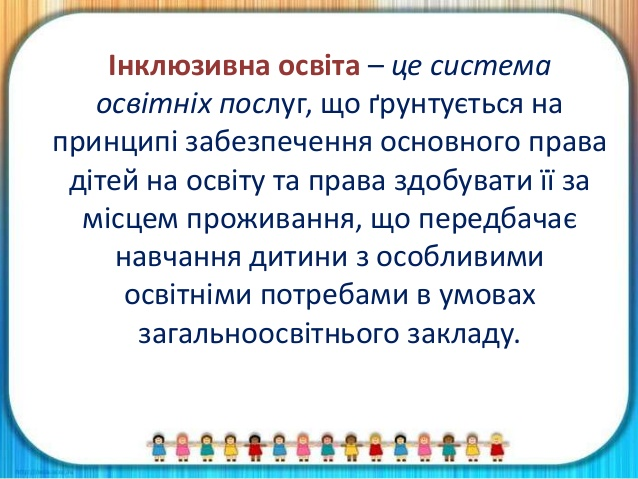 Інклюзивна освіта – це система
освітніх послуг, що ґрунтується на
принципі забезпечення основного права
дітей на освіту та права здобувати її за
місцем проживання, що передбачає
навчання дитини з особливими
освітніми потребами в умовах
загальноосвітнього закладу.